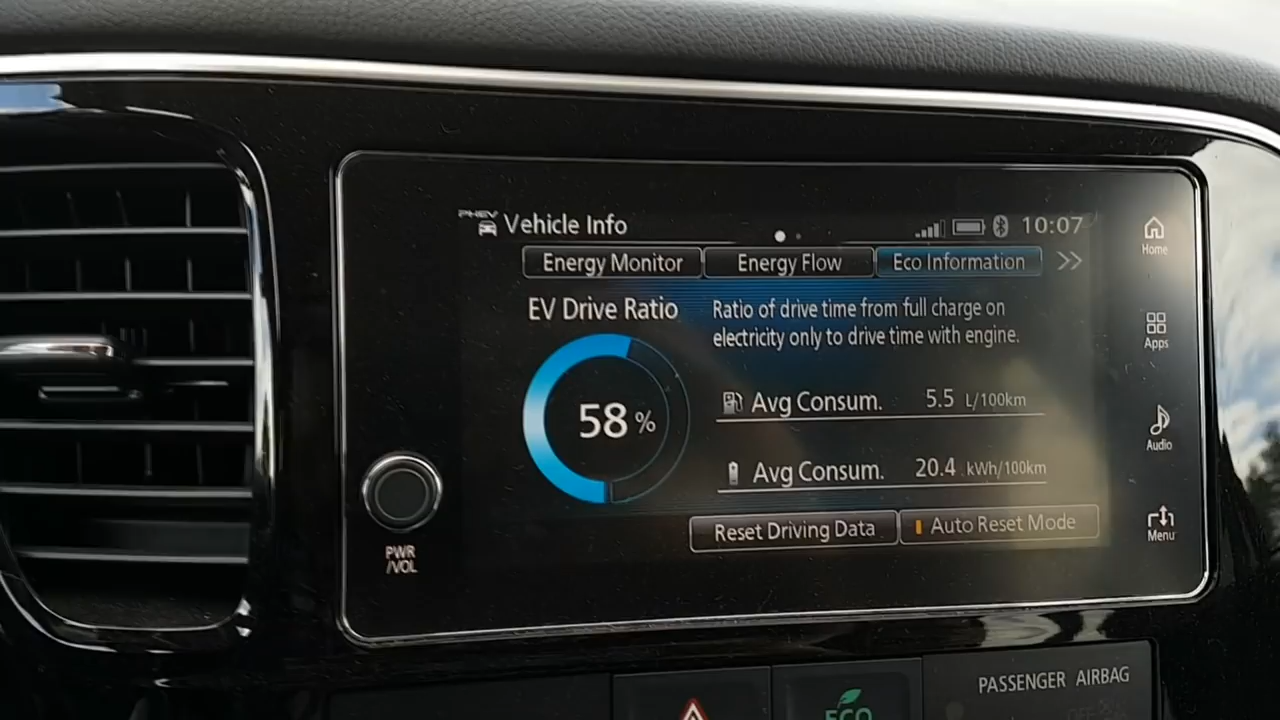 PHEV
Vehicle Info
10:07
Energy Monitor
Energy Flow
Eco Information
Home
EV Drive Ratio
Ratio of drive time from full charge on
electricity only to drive time with engine.
Apps
58 %
Avg Consum. 5.5 L/100km
Audio
Avg Consum. 20.4 kWh/100km
Reset Driving Data
Auto Reset Mode
Menu
PWR
/VOL
PASSENGER AIRBAG
ECO